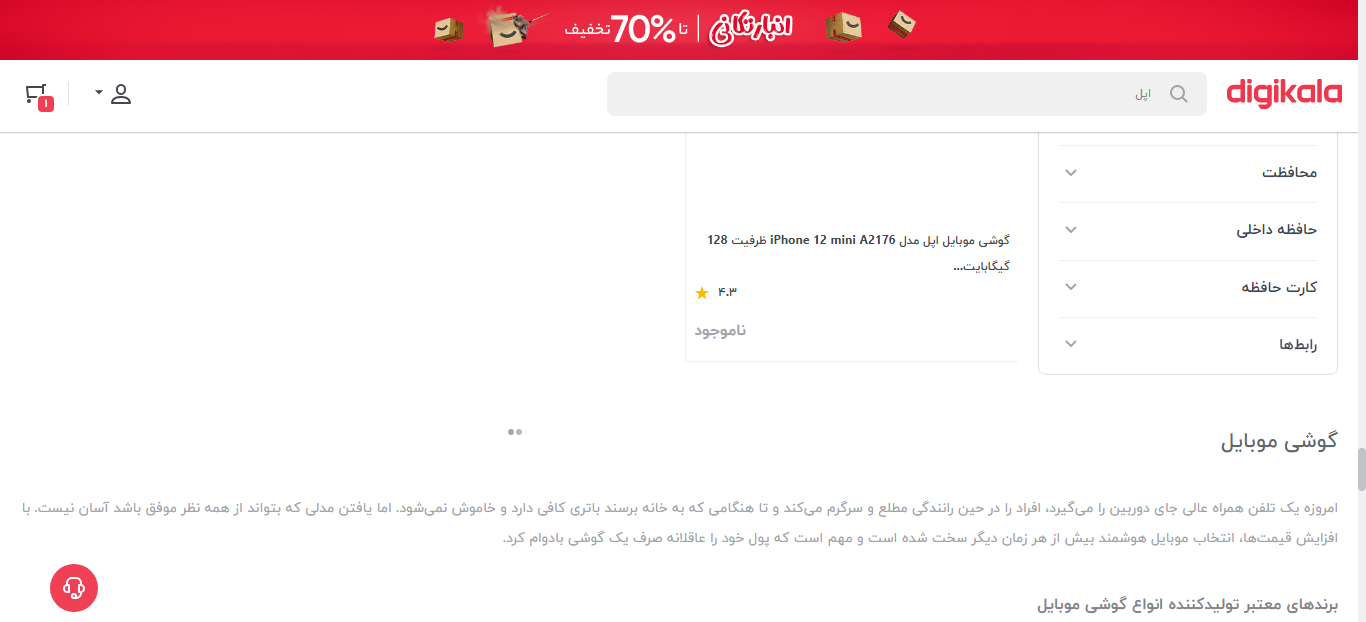 انبارتکانی | تا 70% تخفیف
digikala
اپل
۱
محافظت
حافظه داخلی
کارت حافظه
رابط‌ها
گوشی موبایل اپل مدل iPhone 12 mini A2176 ظرفیت 128
گیگابایت...
۴.۳
ناموجود
گوشی موبایل
امروزه یک تلفن همراه عالی جای دوربین را می‌گیرد، افراد را در حین رانندگی مطلع و سرگرم می‌کند و تا هنگامی که به خانه برسند باتری کافی دارد و خاموش نمی‌شود. اما یافتن مدلی که بتواند از همه نظر موفق باشد آسان نیست. با
افزایش قیمت‌ها، انتخاب موبایل هوشمند بیش از هر زمان دیگر سخت شده است و مهم است که پول خود را عاقلانه صرف یک گوشی بادوام کرد.
برندهای معتبر تولیدکننده انواع گوشی موبایل